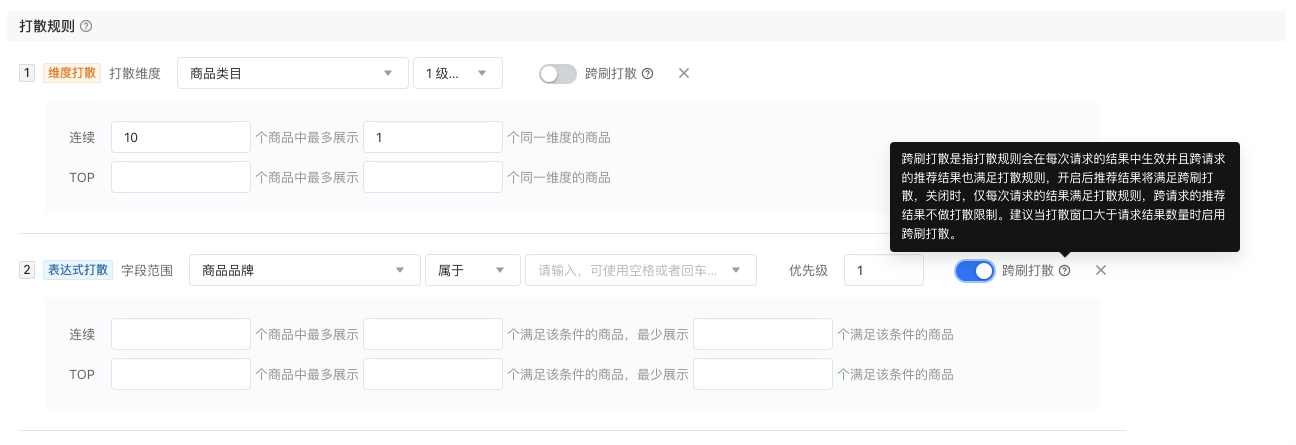 打散规则
1 维度打散 打散维度 商品类目 1 级... 跨刷打散
连续 10 个商品中最多展示 1 个同一维度的商品
TOP 个商品中最多展示 个同一维度的商品
跨刷打散是指打散规则会在每次请求的结果中生效并且跨请求
的推荐结果也满足打散规则，开启后推荐结果将满足跨刷打
散，关闭时，仅每次请求的结果满足打散规则，跨请求的推荐
结果不做打散限制。建议当打散窗口大于请求结果数量时启用
跨刷打散。
2 表达式打散 字段范围 商品品牌 属于 请输入，可使用空格或者回车... 优先级 1 跨刷打散
连续 个商品中最多展示 个满足该条件的商品，最少展示 个满足该条件的商品
TOP 个商品中最多展示 个满足该条件的商品，最少展示 个满足该条件的商品